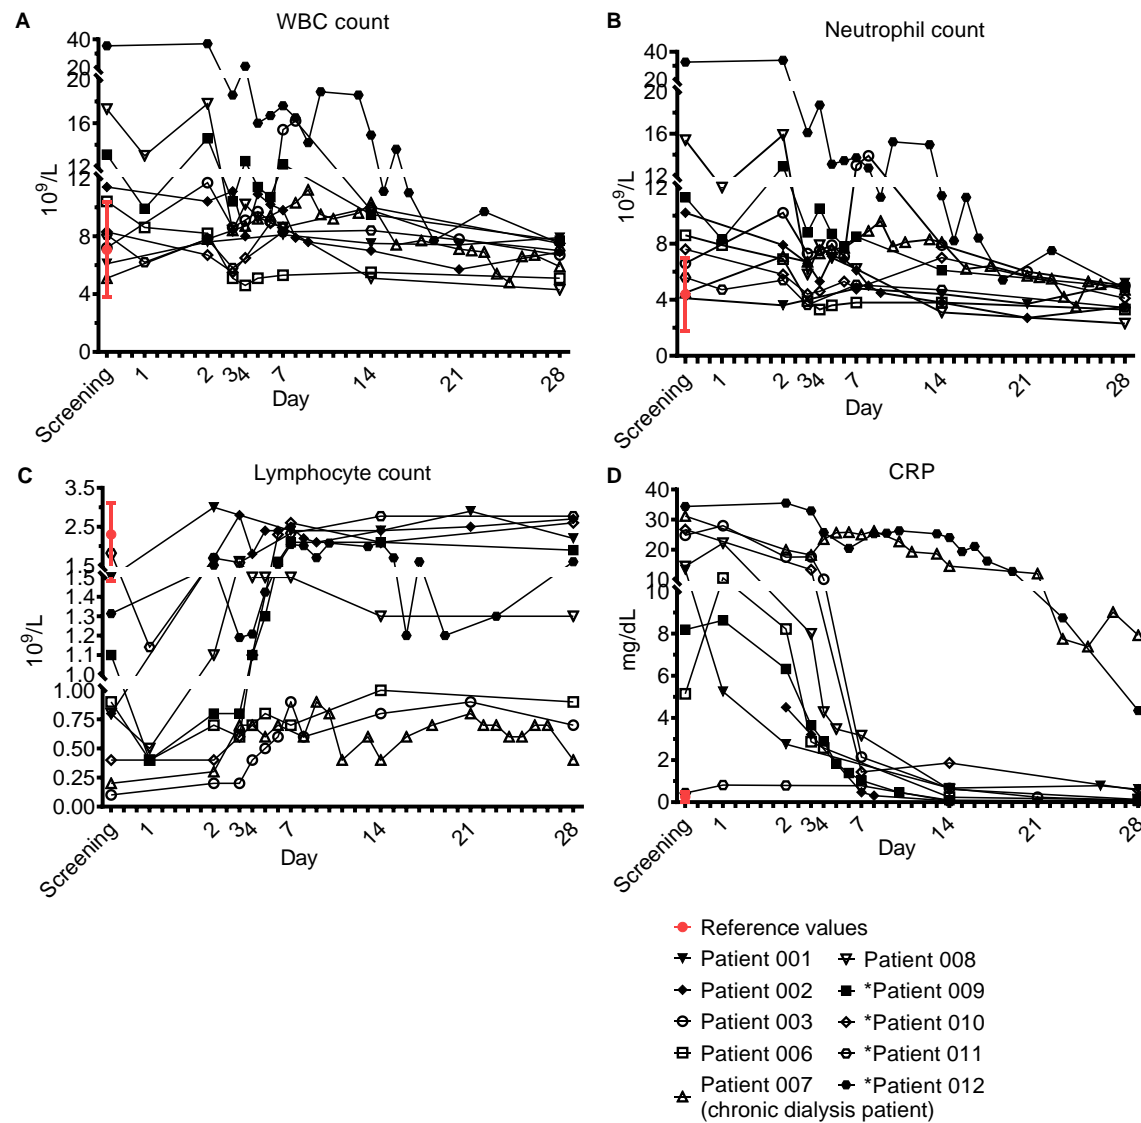 A
WBC count
40
20
20
16
12
12
8
4
0
10⁹/L
Screening
1
2
3
4
7
14
21
28
Day
B
Neutrophil count
40
20
20
16
12
12
8
4
0
10⁹/L
Screening
1
2
3
4
7
14
21
28
Day
C
Lymphocyte count
3.5
2.5
1.5
1.5
1.4
1.3
1.2
1.1
1.0
1.00
0.75
0.50
0.25
0.00
10⁹/L
Screening
1
2
3
4
7
14
21
28
Day
D
CRP
40
30
20
10
10
8
6
4
2
0
mg/dL
Screening
1
2
3
4
7
14
21
28
Day
Reference values
Patient 001
Patient 008
Patient 002
*Patient 009
Patient 003
*Patient 010
Patient 006
*Patient 011
Patient 007
(chronic dialysis patient)
*Patient 012